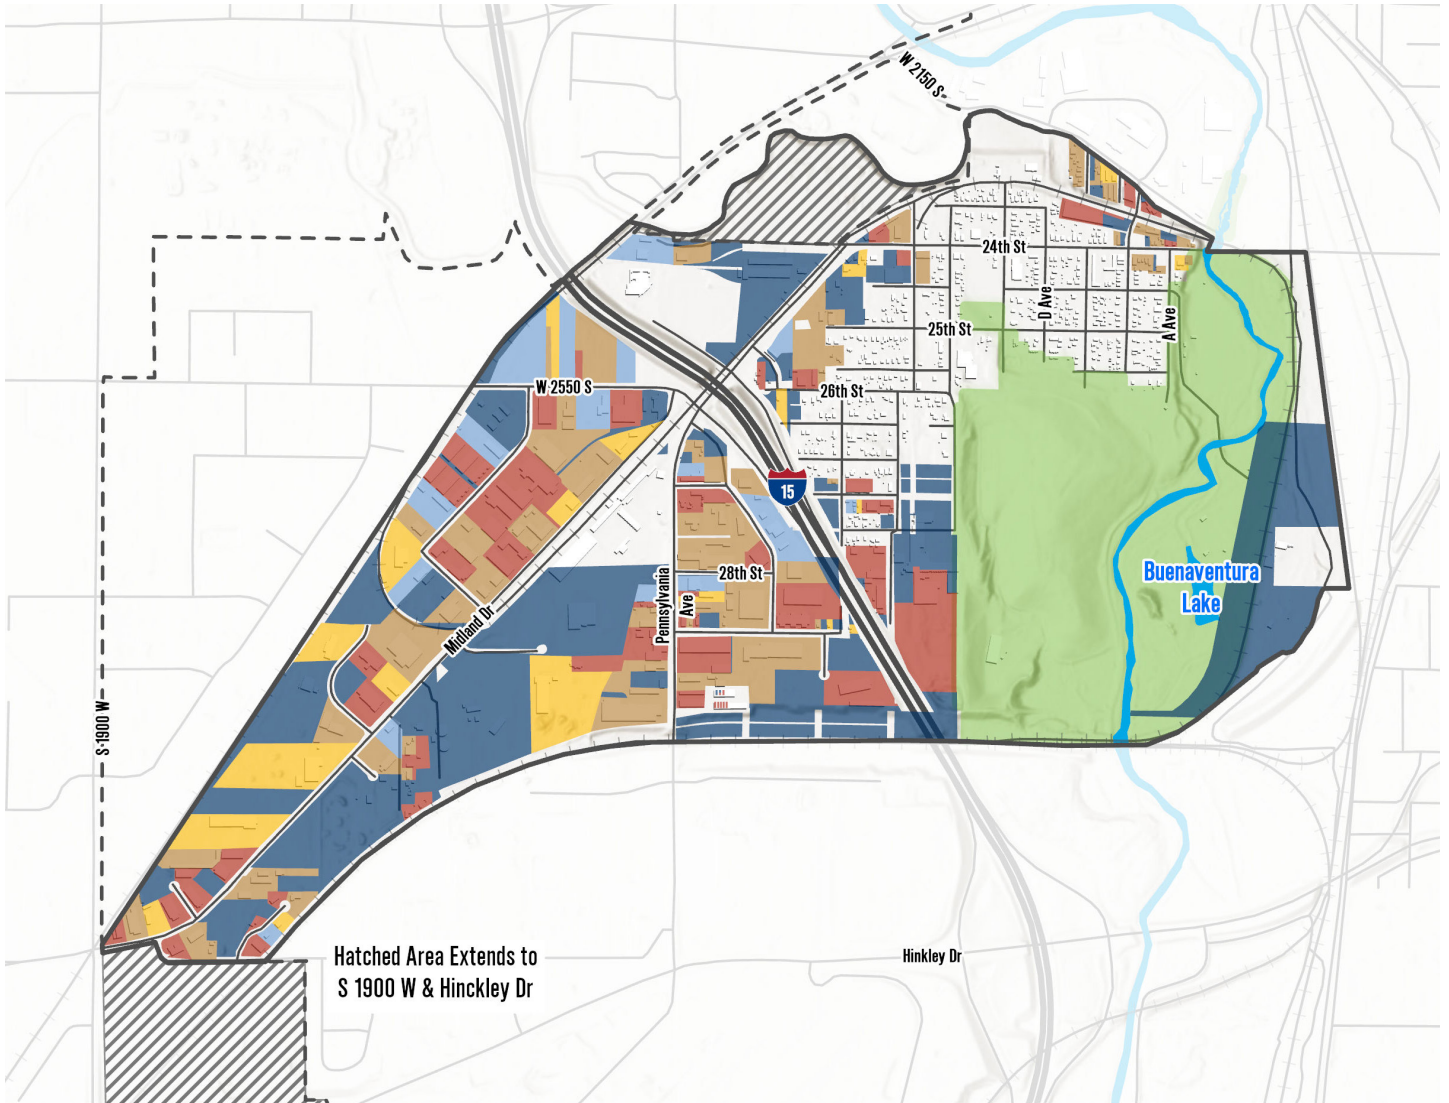 W 2150 S
24th St
D Ave
25th St
A Ave
W 2550 S
26th St
15
28th St
Pennsylvania
Ave
Buenaventura
Lake
Midland Dr
S 1900 W
Hatched Area Extends to
S 1900 W & Hinckley Dr
Hinkley Dr